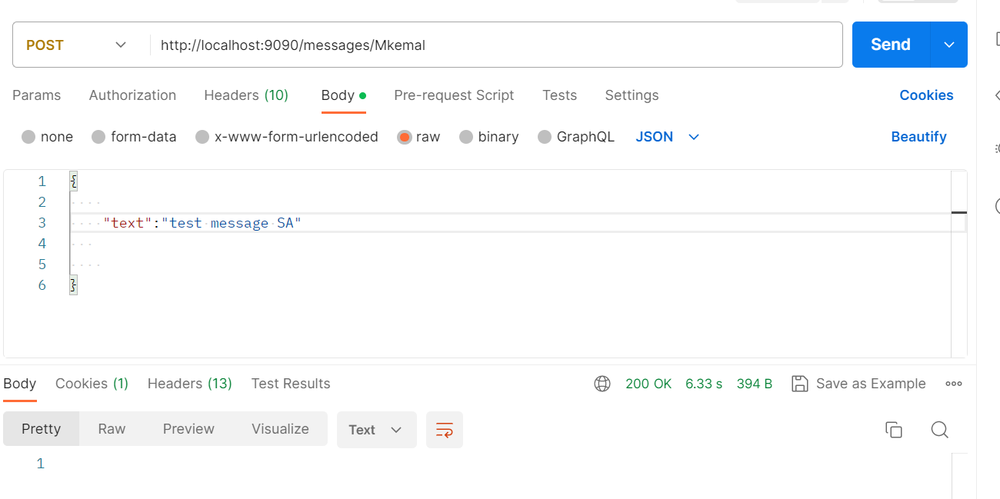 POST http://localhost:9090/messages/Mkemal Send
Params Authorization Headers (10) Body Pre-request Script Tests Settings Cookies
none form-data x-www-form-urlencoded raw binary GraphQL JSON Beautify
1 {
2
3 "text":"test message SA"
4
5
6 }
Body Cookies (1) Headers (13) Test Results 200 OK 6.33 s 394 B Save as Example
Pretty Raw Preview Visualize Text
1